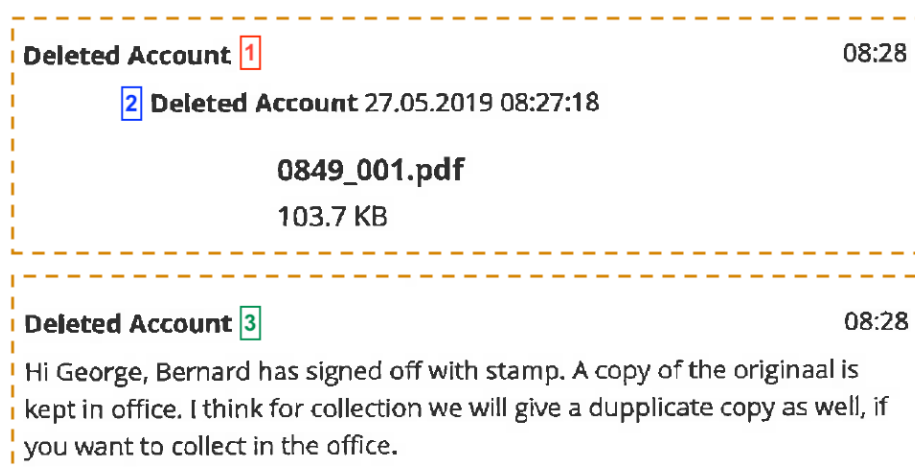 Deleted Account 1 08:28
2 Deleted Account 27.05.2019 08:27:18
0849_001.pdf
103.7 KB
Deleted Account 3 08:28
Hi George, Bernard has signed off with stamp. A copy of the originaal is
kept in office. I think for collection we will give a dupplicate copy as well, if
you want to collect in the office.